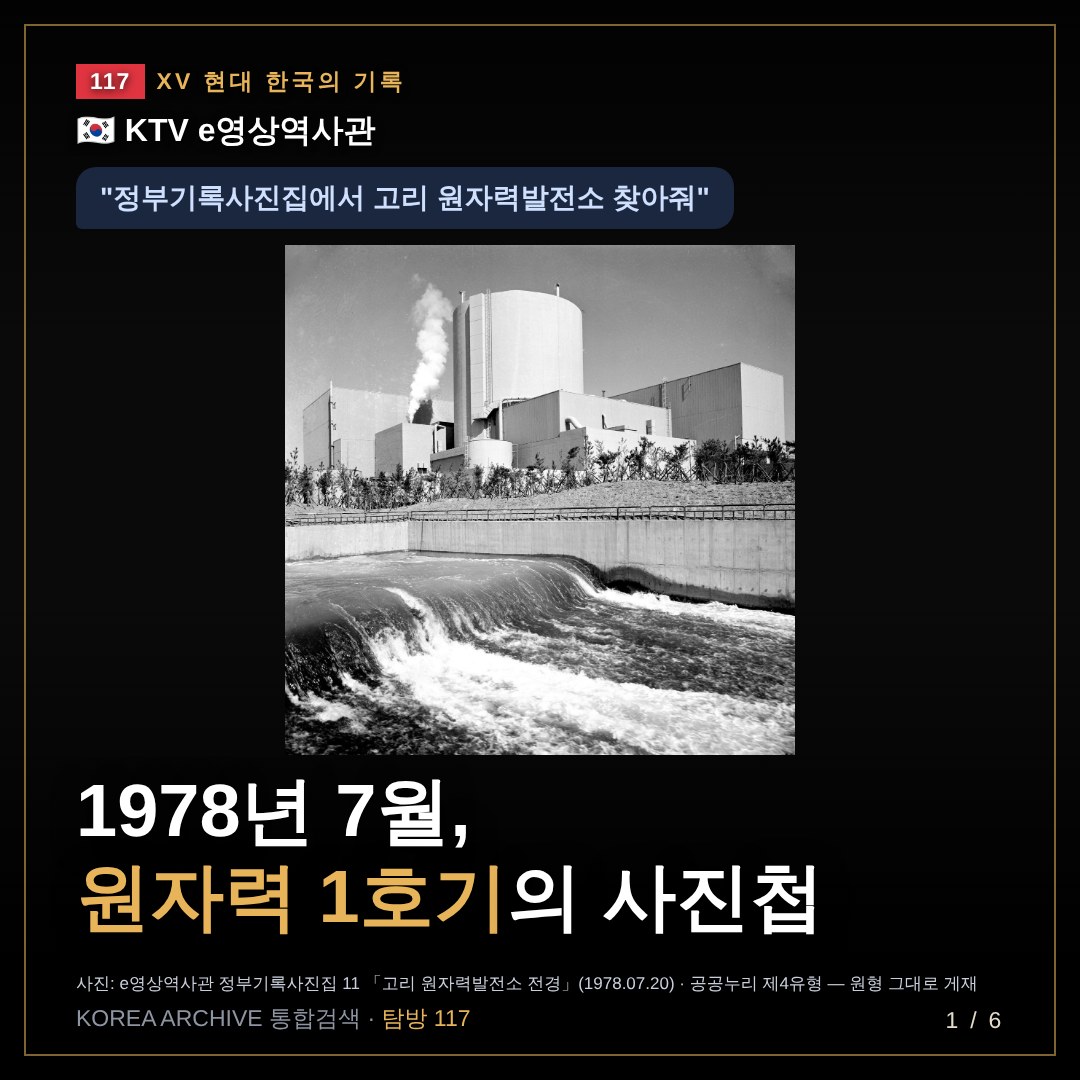 117 XV 현대 한국의 기록
🇰🇷 KTV e영상역사관
"정부기록사진집에서 고리 원자력발전소 찾아줘"
1978년 7월,
원자력 1호기의 사진첩
사진: e영상역사관 정부기록사진집 11 「고리 원자력발전소 전경」(1978.07.20) · 공공누리 제4유형 — 원형 그대로 게재
KOREA ARCHIVE 통합검색 · 탐방 117
1 / 6